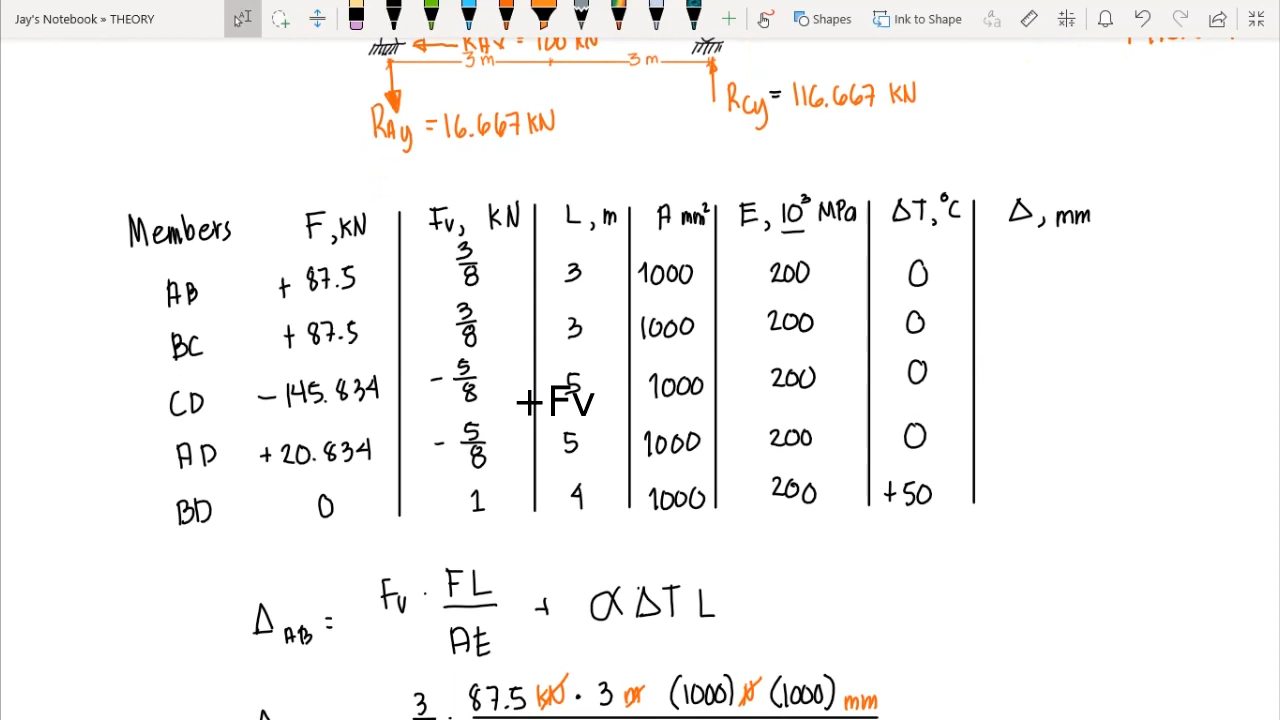 Jay's Notebook » THEORY
Shapes
Ink to Shape
RAx = 100 KN
3 m 3 m
RAy = 16.667 KN
RCy = 116.667 KN
Members F, KN Fv, KN L, m A mm² E, 10³ MPa ΔT, °C Δ, mm
AB + 87.5 3/8 3 1000 200 0
BC + 87.5 3/8 3 1000 200 0
CD - 145.834 - 5/8 5 1000 200 0
+Fv
AD + 20.834 - 5/8 5 1000 200 0
BD 0 1 4 1000 200 +50
ΔAB = Fv · FL/AE + α ΔT L
3 · 87.5 KN · 3 m (1000) N (1000) mm